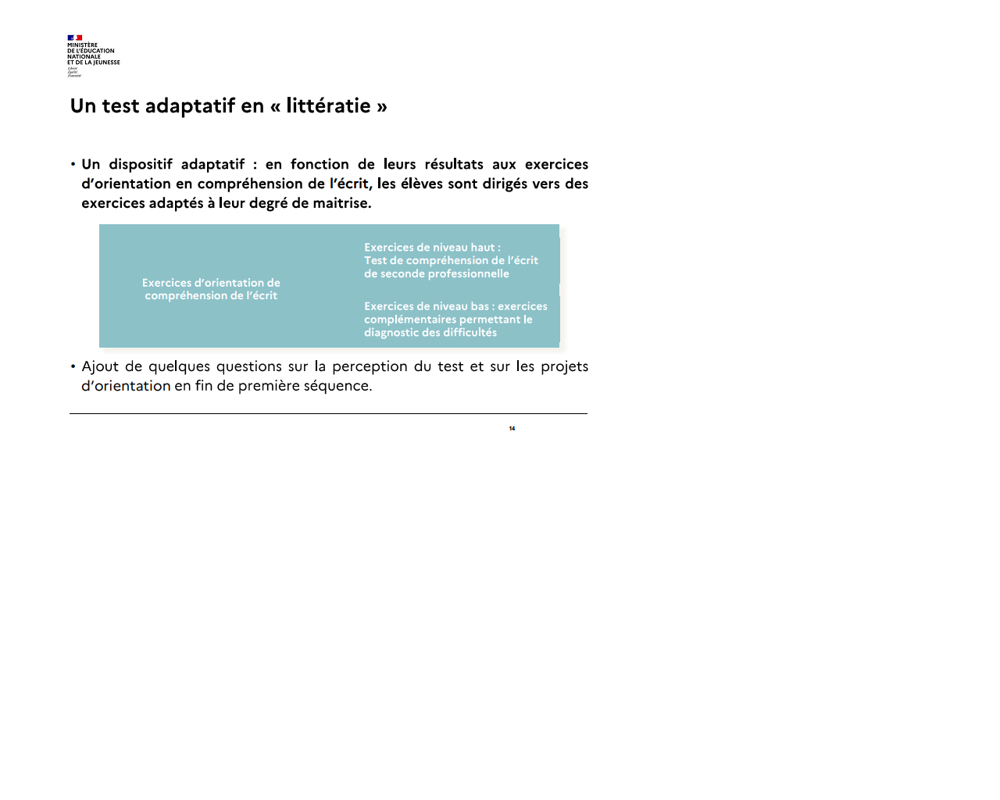 MINISTÈRE
DE L'ÉDUCATION
NATIONALE
ET DE LA JEUNESSE
Liberté
Égalité
Fraternité
Un test adaptatif en « littératie »
• Un dispositif adaptatif : en fonction de leurs résultats aux exercices
d’orientation en compréhension de l’écrit, les élèves sont dirigés vers des
exercices adaptés à leur degré de maitrise.
Exercices d’orientation de
compréhension de l’écrit
Exercices de niveau haut :
Test de compréhension de l’écrit
de seconde professionnelle
Exercices de niveau bas : exercices
complémentaires permettant le
diagnostic des difficultés
• Ajout de quelques questions sur la perception du test et sur les projets
d’orientation en fin de première séquence.
14